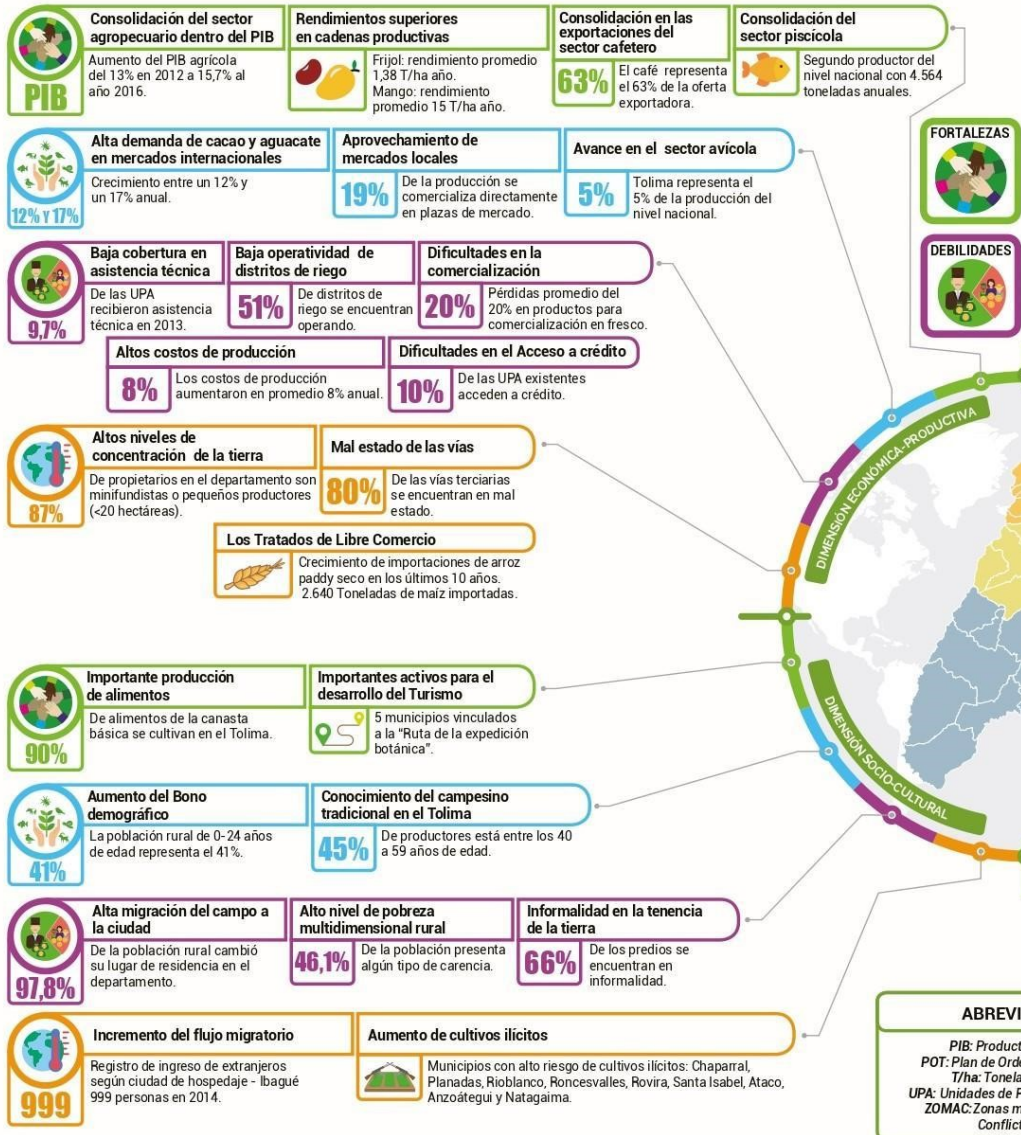 Consolidación del sector
agropecuario dentro del PIB
Aumento del PIB agrícola
del 13% en 2012 a 15,7% al
año 2016.
PIB
Rendimientos superiores
en cadenas productivas
Frijol: rendimiento promedio
1,38 T/ha año.
Mango: rendimiento
promedio 15 T/ha año.
Consolidación en las
exportaciones del
sector cafetero
63%
El café representa
el 63% de la oferta
exportadora.
Consolidación del
sector piscícola
Segundo productor del
nivel nacional con 4.564
toneladas anuales.
FORTALEZAS
Alta demanda de cacao y aguacate
en mercados internacionales
Crecimiento entre un 12% y
un 17% anual.
12% Y 17%
Aprovechamiento de
mercados locales
19%
De la producción se
comercializa directamente
en plazas de mercado.
Avance en el sector avícola
5%
Tolima representa el
5% de la producción del
nivel nacional.
DEBILIDADES
Baja cobertura en
asistencia técnica
De las UPA
recibieron asistencia
técnica en 2013.
9,7%
Baja operatividad de
distritos de riego
51%
De distritos de
riego se encuentran
operando.
Dificultades en la
comercialización
20%
Pérdidas promedio del
20% en productos para
comercialización en fresco.
Altos costos de producción
8%
Los costos de producción
aumentaron en promedio 8% anual.
Dificultades en el Acceso a crédito
10%
De las UPA existentes
acceden a crédito.
Altos niveles de
concentración de la tierra
De propietarios en el departamento son
minifundistas o pequeños productores
(<20 hectáreas).
87%
Mal estado de las vías
80%
De las vías terciarias
se encuentran en mal
estado.
Los Tratados de Libre Comercio
Crecimiento de importaciones de arroz
paddy seco en los últimos 10 años.
2.640 Toneladas de maíz importadas.
DIMENSIÓN ECONÓMICA-PRODUCTIVA
Importante producción
de alimentos
De alimentos de la canasta
básica se cultivan en el Tolima.
90%
Importantes activos para el
desarrollo del Turismo
5 municipios vinculados
a la “Ruta de la expedición
botánica”.
DIMENSIÓN SOCIO-CULTURAL
Aumento del Bono
demográfico
La población rural de 0-24 años
de edad representa el 41%.
41%
Conocimiento del campesino
tradicional en el Tolima
45%
De productores está entre los 40
a 59 años de edad.
Alta migración del campo a
la ciudad
De la población rural cambió
su lugar de residencia en el
departamento.
97,8%
Alto nivel de pobreza
multidimensional rural
46,1%
De la población presenta
algún tipo de carencia.
Informalidad en la tenencia
de la tierra
66%
De los predios se
encuentran en
informalidad.
Incremento del flujo migratorio
Registro de ingreso de extranjeros
según ciudad de hospedaje - Ibagué
999 personas en 2014.
999
Aumento de cultivos ilícitos
Municipios con alto riesgo de cultivos ilícitos: Chaparral,
Planadas, Rioblanco, Roncesvalles, Rovira, Santa Isabel, Ataco,
Anzoátegui y Natagaima.
ABREVI
PIB: Product
POT: Plan de Orde
T/ha: Tonela
UPA: Unidades de P
ZOMAC: Zonas m
Conflict